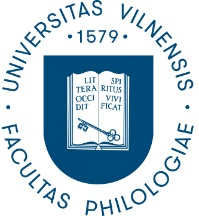 · UNIVERSITAS VILNENSIS ·
· 1579 ·
LIT
TERA
OCCI
DIT
SPI
RITUS
VIVI
FICAT
FACULTAS PHILOLOGIAE